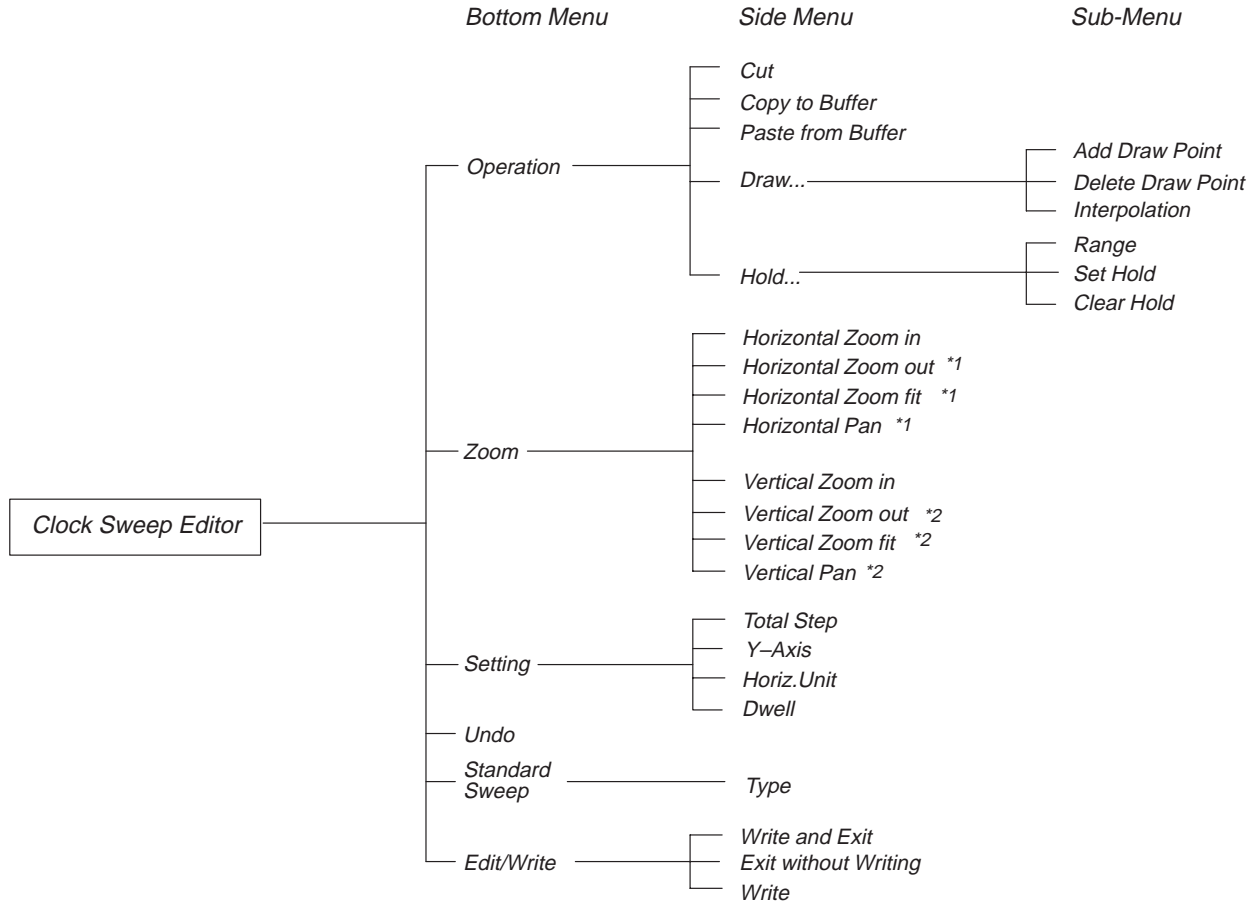 Bottom Menu
Side Menu
Sub-Menu
Cut
Copy to Buffer
Paste from Buffer
Operation
Draw...
Add Draw Point
Delete Draw Point
Interpolation
Hold...
Range
Set Hold
Clear Hold
Horizontal Zoom in
Horizontal Zoom out *1
Horizontal Zoom fit *1
Horizontal Pan *1
Zoom
Vertical Zoom in
Vertical Zoom out *2
Vertical Zoom fit *2
Vertical Pan *2
Clock Sweep Editor
Total Step
Y–Axis
Setting
Horiz.Unit
Dwell
Undo
Standard
Sweep
Type
Write and Exit
Edit/Write
Exit without Writing
Write